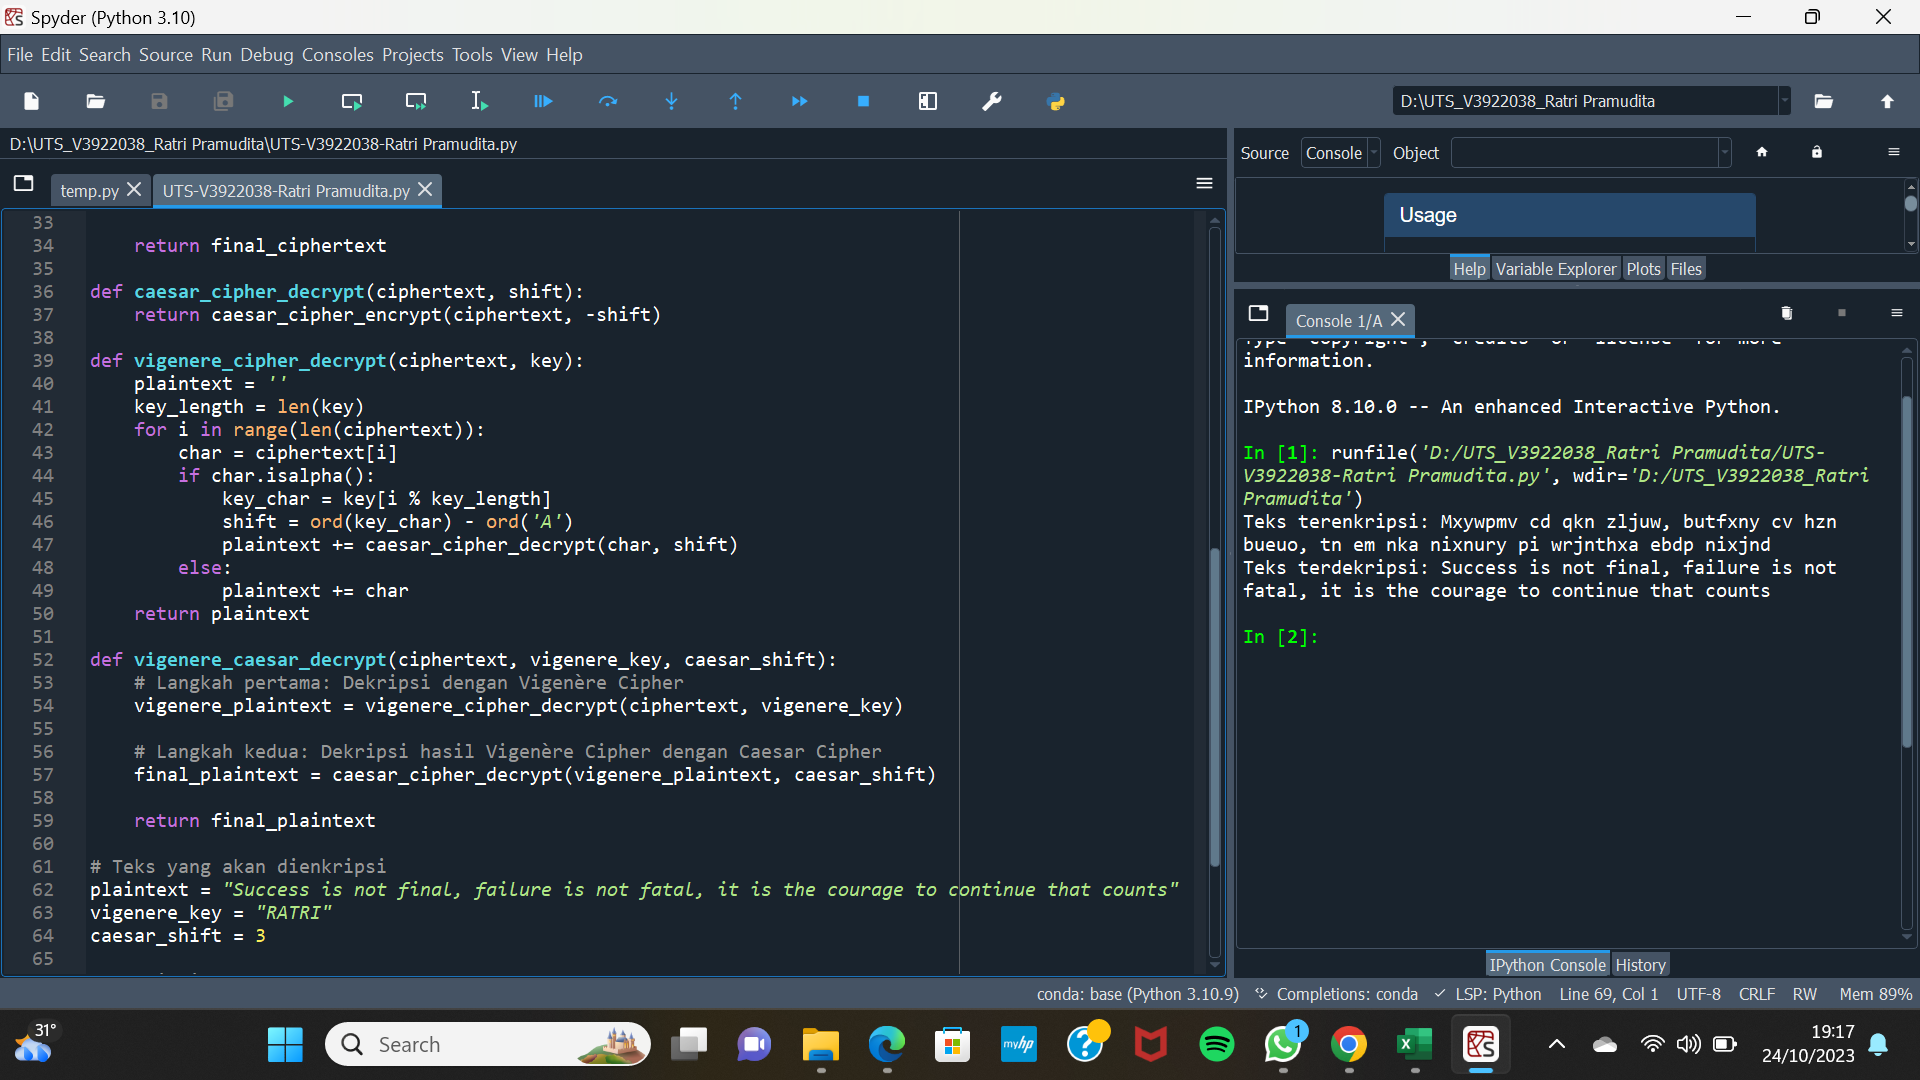 Spyder (Python 3.10)
File Edit Search Source Run Debug Consoles Projects Tools View Help
D:\UTS_V3922038_Ratri Pramudita
D:\UTS_V3922038_Ratri Pramudita\UTS-V3922038-Ratri Pramudita.py
temp.py UTS-V3922038-Ratri Pramudita.py
33
34     return final_ciphertext
35
36 def caesar_cipher_decrypt(ciphertext, shift):
37     return caesar_cipher_encrypt(ciphertext, -shift)
38
39 def vigenere_cipher_decrypt(ciphertext, key):
40     plaintext = ''
41     key_length = len(key)
42     for i in range(len(ciphertext)):
43         char = ciphertext[i]
44         if char.isalpha():
45             key_char = key[i % key_length]
46             shift = ord(key_char) - ord('A')
47             plaintext += caesar_cipher_decrypt(char, shift)
48         else:
49             plaintext += char
50     return plaintext
51
52 def vigenere_caesar_decrypt(ciphertext, vigenere_key, caesar_shift):
53     # Langkah pertama: Dekripsi dengan Vigenère Cipher
54     vigenere_plaintext = vigenere_cipher_decrypt(ciphertext, vigenere_key)
55
56     # Langkah kedua: Dekripsi hasil Vigenère Cipher dengan Caesar Cipher
57     final_plaintext = caesar_cipher_decrypt(vigenere_plaintext, caesar_shift)
58
59     return final_plaintext
60
61 # Teks yang akan dienkripsi
62 plaintext = "Success is not final, failure is not fatal, it is the courage to continue that counts"
63 vigenere_key = "RATRI"
64 caesar_shift = 3
65
Source Console Object
Usage
Help Variable Explorer Plots Files
Console 1/A
information.
IPython 8.10.0 -- An enhanced Interactive Python.
In [1]: runfile('D:/UTS_V3922038_Ratri Pramudita/UTS-
V3922038-Ratri Pramudita.py', wdir='D:/UTS_V3922038_Ratri
Pramudita')
Teks terenkripsi: Mxywpmv cd qkn zljuw, butfxny cv hzn
bueuo, tn em nka nixnury pi wrjnthxa ebdp nixjnd
Teks terdekripsi: Success is not final, failure is not
fatal, it is the courage to continue that counts
In [2]:
IPython Console History
conda: base (Python 3.10.9) Completions: conda LSP: Python Line 69, Col 1 UTF-8 CRLF RW Mem 89%
31°
Search
myhp
1
19:17
24/10/2023